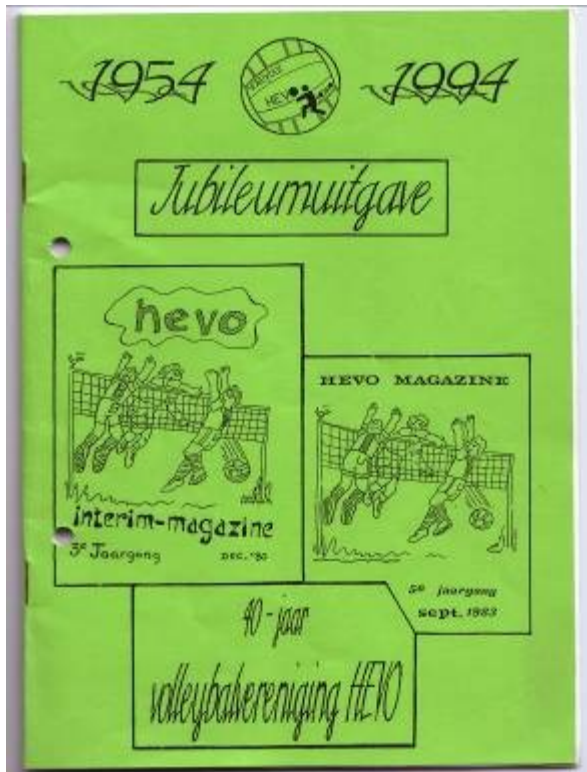 1954
HEVO
1994
Jubileumuitgave
hevo
interim-magazine
3e Jaargang
DEC. '80
HEVO MAGAZINE
5e jaargang
sept. 1983
40-jaar
volleybalvereniging HEVO